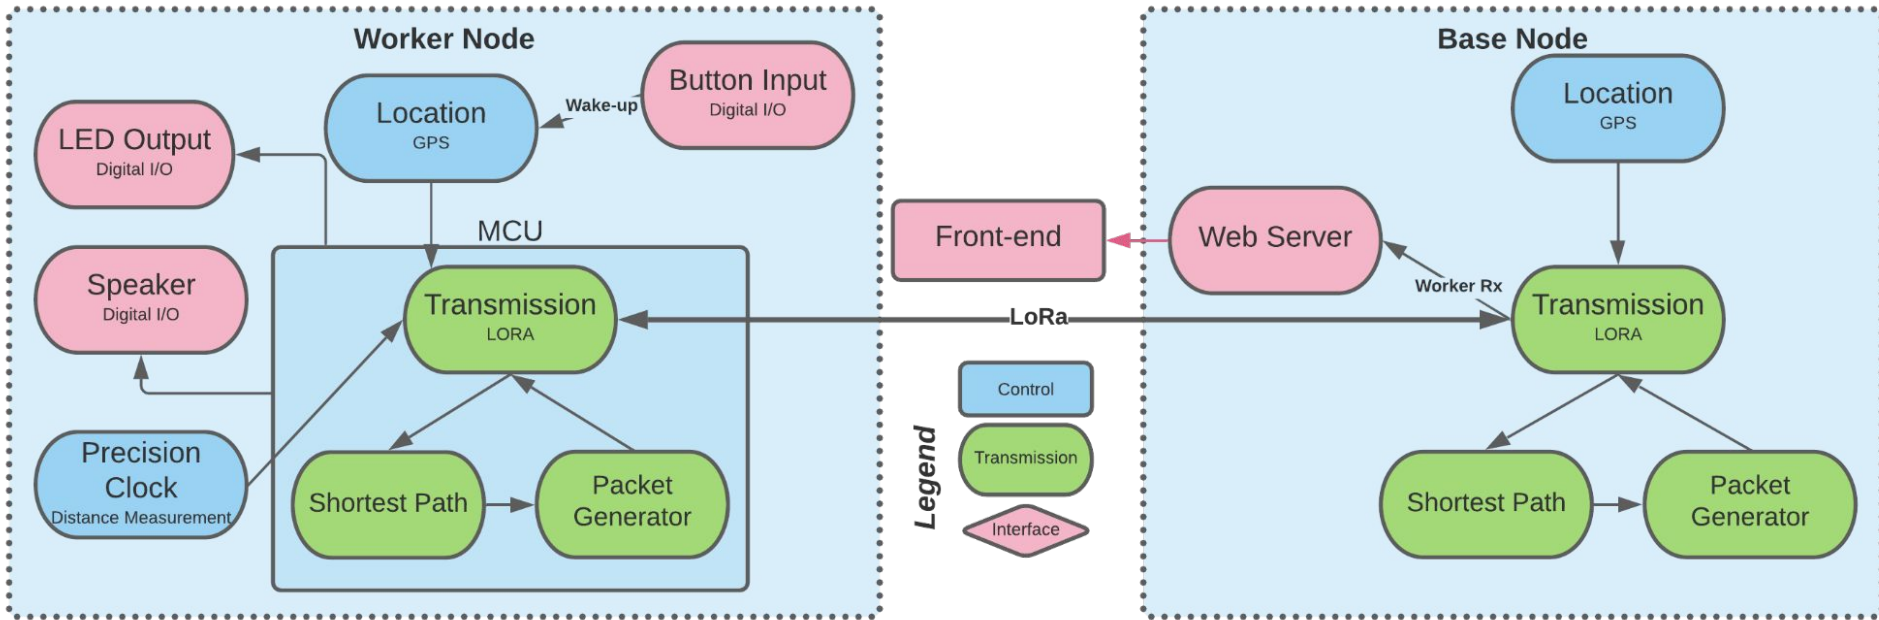 Worker Node
Button Input
Digital I/O
Wake-up
Location
GPS
LED Output
Digital I/O
MCU
Speaker
Digital I/O
Transmission
LORA
Precision
Clock
Distance Measurement
Shortest Path
Packet
Generator
Front-end
LoRa
Legend
Control
Transmission
Interface
Base Node
Location
GPS
Web Server
Worker Rx
Transmission
LORA
Shortest Path
Packet
Generator